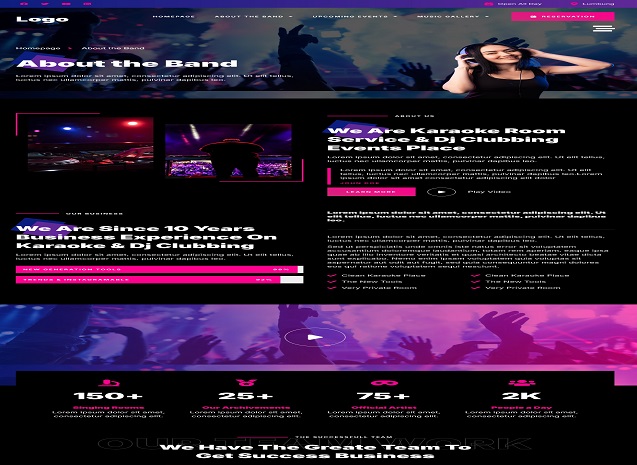 Open All Day
Lumbung
Logo
HOMEPAGE
ABOUT THE BAND
UPCOMING EVENTS
MUSIC GALLERY
RESERVATION
Homepage
About the Band
About the Band
Lorem ipsum dolor sit amet, consectetur adipiscing elit. Ut elit tellus,
luctus nec ullamcorper mattis, pulvinar dapibus leo.
ABOUT US
We Are Karaoke Room
Service & Dj Clubbing
Events Place
Lorem ipsum dolor sit amet, consectetur adipiscing elit. Ut elit tellus,
luctus nec ullamcorper mattis, pulvinar dapibus leo.
Lorem ipsum dolor sit amet, consectetur adipiscing elit. Ut elit
tellus, luctus nec ullamcorper mattis, pulvinar dapibus leo.Lorem
ipsum dolor sit amet consectetur adipiscing elit dolor
LEARN MORE
Play Video
OUR BUSINESS
We Are Since 10 Years
Business Experience On
Karaoke & Dj Clubbing
Lorem ipsum dolor sit amet, consectetur adipiscing elit. Ut elit tellus,
luctus nec ullamcorper mattis, pulvinar dapibus leo.
NEW GENERATION TOOLS
TRENDS & INSTAGRAMABLE
92%
Lorem ipsum dolor sit amet, consectetur adipiscing elit. Ut elit
tellus, luctus nec ullamcorper mattis, pulvinar dapibus
leo.
Sed ut perspiciatis unde omnis iste natus error sit voluptatem
accusantium doloremque laudantium, totam rem aperiam, eaque ipsa
quae ab illo inventore veritatis et quasi architecto beatae vitae dicta
sunt explicabo. Nemo enim ipsam voluptatem quia voluptas sit
aspernatur aut odit aut fugit, sed quia consequuntur magni dolores
eos qui ratione voluptatem sequi nesciunt.
Clean Karaoke Place
Clean Karaoke Place
The New Tools
The New Tools
Very Private Room
Very Private Room
150+
25+
75+
2K
Singing Rooms
Our Archivements
Official Artist
People a Day
Lorem ipsum dolor sit amet,
consectetur adipiscing elit.
Lorem ipsum dolor sit amet,
consectetur adipiscing elit.
Lorem ipsum dolor sit amet,
consectetur adipiscing elit.
Lorem ipsum dolor sit amet,
consectetur adipiscing elit.
THE SUCCESSFULL TEAM
We Have The Greate Team To
Get Success Business